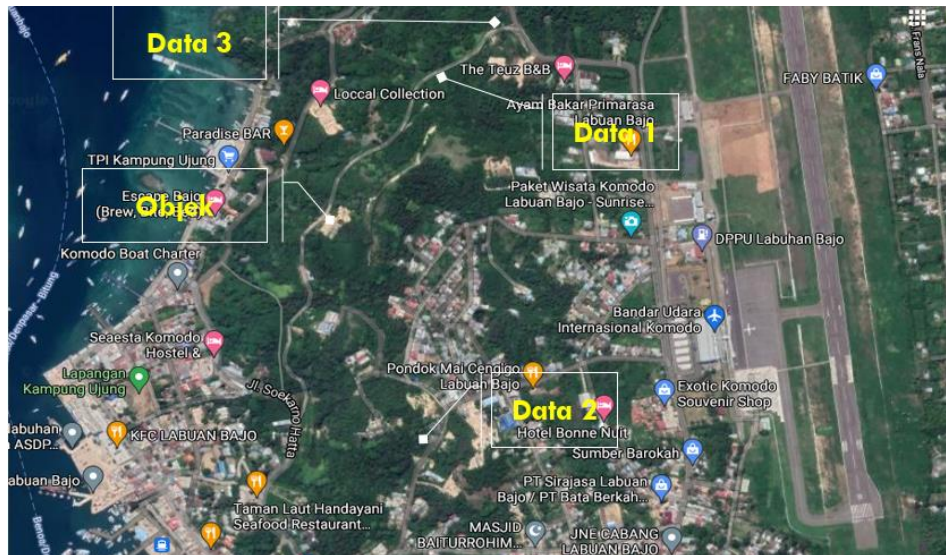 Data 3
The Teuz B&B
Frans Nala
FABY BATIK
Loccal Collection
Ayam Bakar Primarasa
Labuan Bajo
Data 1
Paradise BAR
TPI Kampung Ujung
Escape Bajo
(Brew,
Objek
Paket Wisata Komodo
Labuan Bajo - Sunrise...
DPPU Labuhan Bajo
Komodo Boat Charter
Denpasar - Bitung
Bandar Udara
Internasional Komodo
Seaesta Komodo
Hostel &
Lapangan
Kampung Ujung
Jl. Soekarno Hatta
Pondok Mai Cengigo
Labuan Bajo
Data 2
Hotel Bonne Nuit
Exotic Komodo
Souvenir Shop
KFC LABUAN BAJO
Sumber Barokah
PT Sirajasa Labuan
Bajo / PT Bata Berkah...
Taman Laut Handayani
Seafood Restaurant...
MASJID
BAITURROHIM...
JNE CABANG
LABUAN BAJO